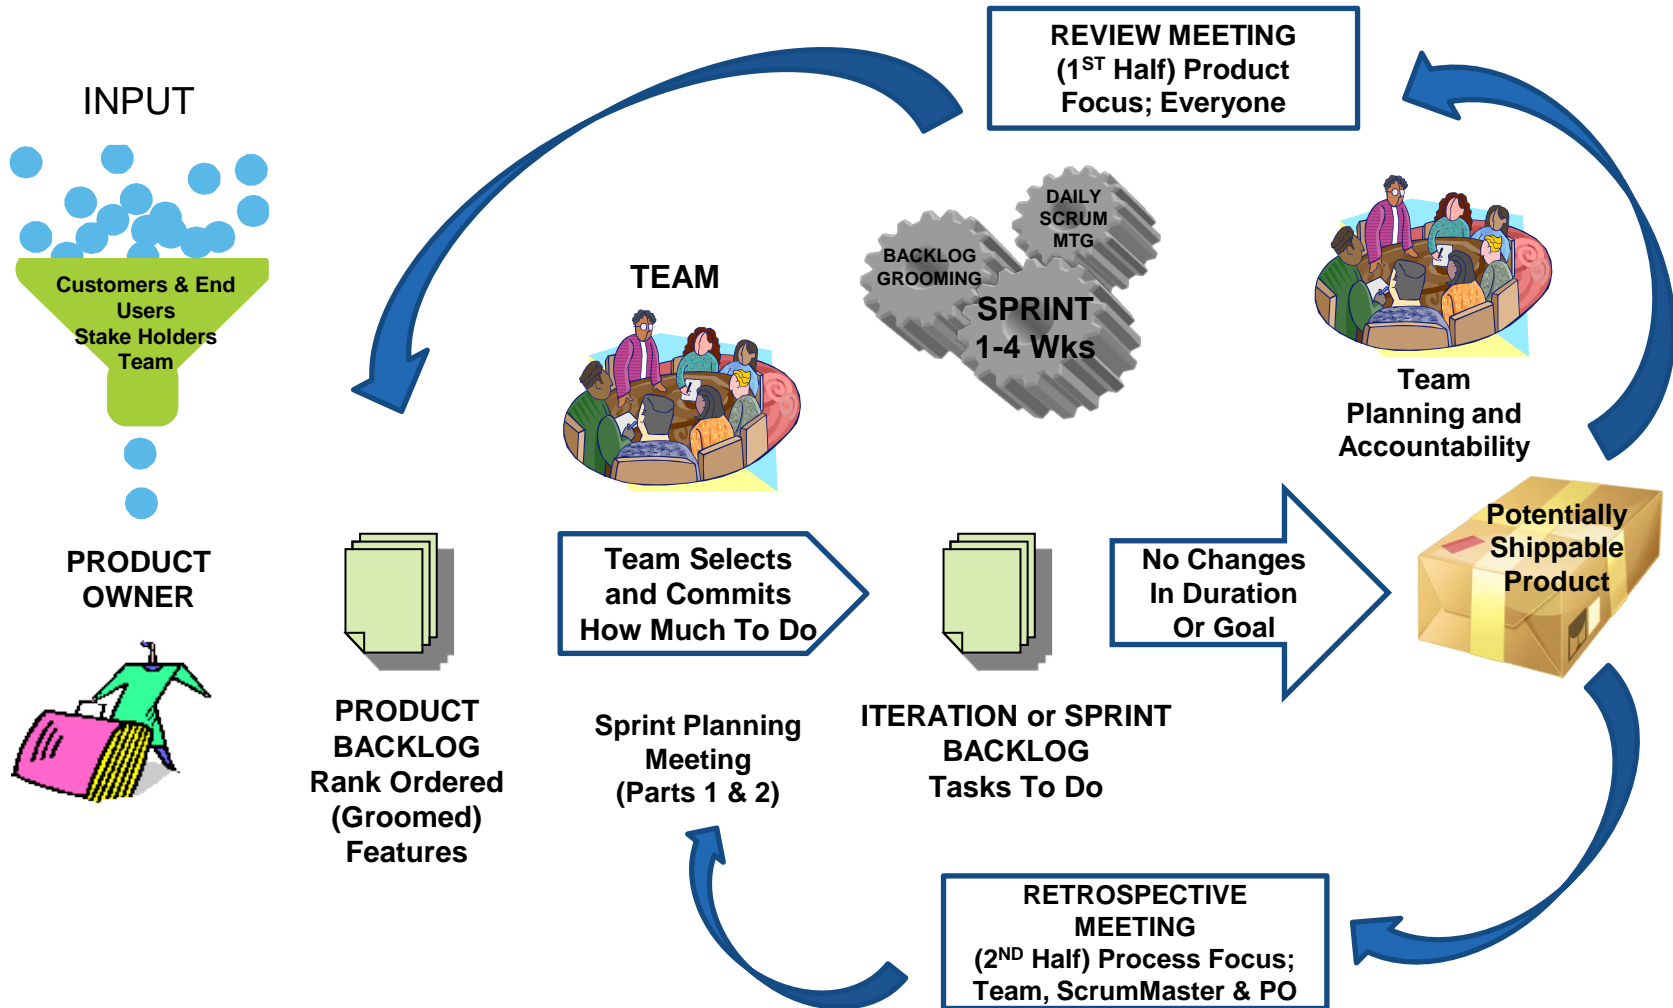 INPUT
Customers & End
Users
Stake Holders
Team
PRODUCT
OWNER
PRODUCT
BACKLOG
Rank Ordered
(Groomed)
Features
TEAM
Team Selects
and Commits
How Much To Do
Sprint Planning
Meeting
(Parts 1 & 2)
REVIEW MEETING
(1ST Half) Product
Focus; Everyone
DAILY
SCRUM
MTG
BACKLOG
GROOMING
SPRINT
1-4 Wks
ITERATION or SPRINT
BACKLOG
Tasks To Do
No Changes
In Duration
Or Goal
Team
Planning and
Accountability
Potentially
Shippable
Product
RETROSPECTIVE
MEETING
(2ND Half) Process Focus;
Team, ScrumMaster & PO